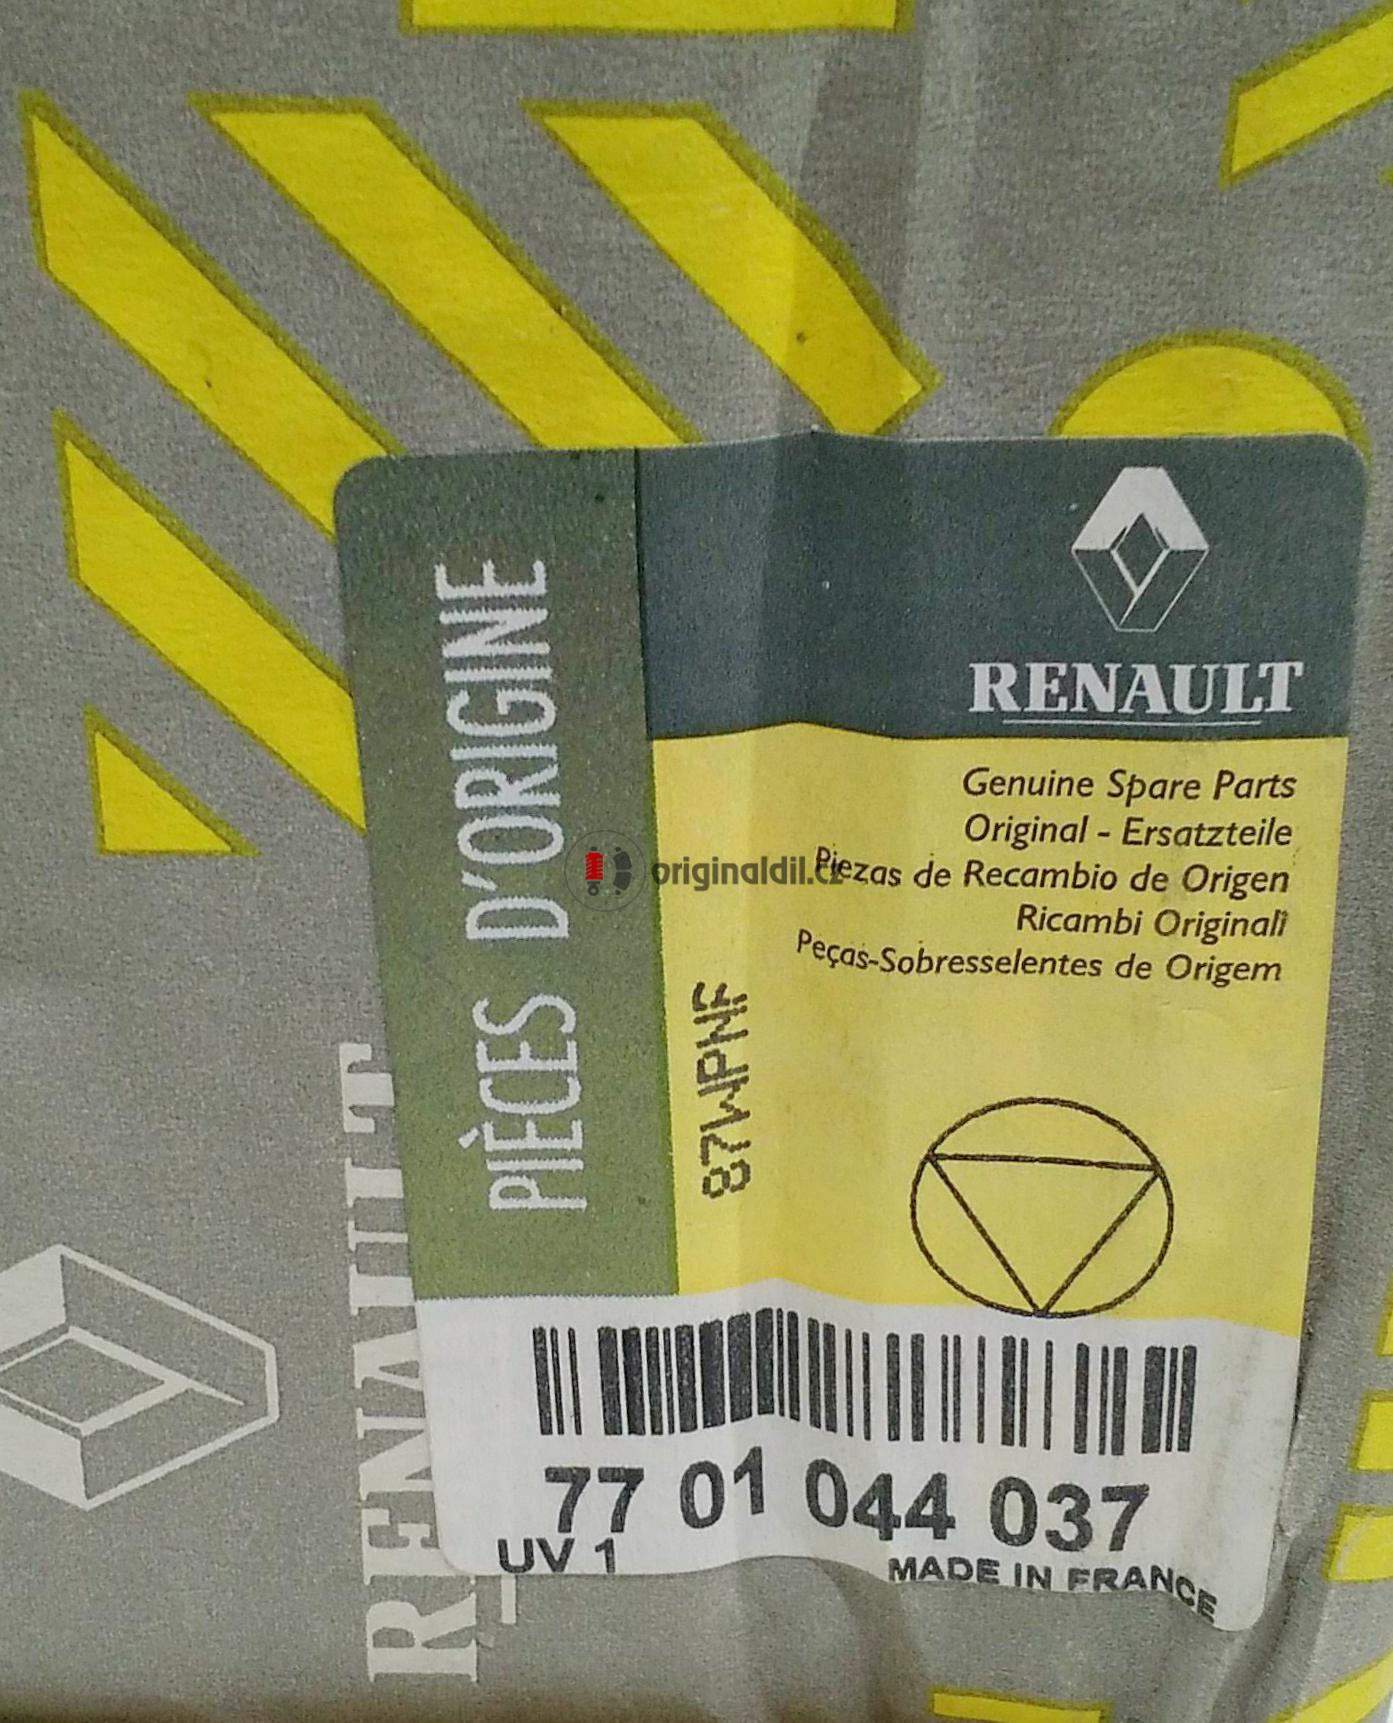 RENAULT
PIÈCES D'ORIGINE
Genuine Spare Parts
Original - Ersatzteile
Piezas de Recambio de Origen
Ricambi Originali
Peças-Sobresselentes de Origem
originaldil.cz
87WPNF
77 01 044 037
UV 1
MADE IN FRANCE
RENAULT